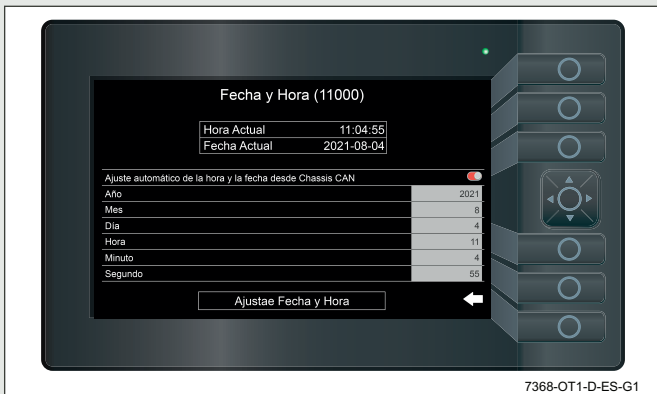 Fecha y Hora (11000)
Hora Actual 11:04:55
Fecha Actual 2021-08-04
Ajuste automático de la hora y la fecha desde Chassis CAN
Año 2021
Mes 8
Día 4
Hora 11
Minuto 4
Segundo 55
Ajustae Fecha y Hora
7368-OT1-D-ES-G1